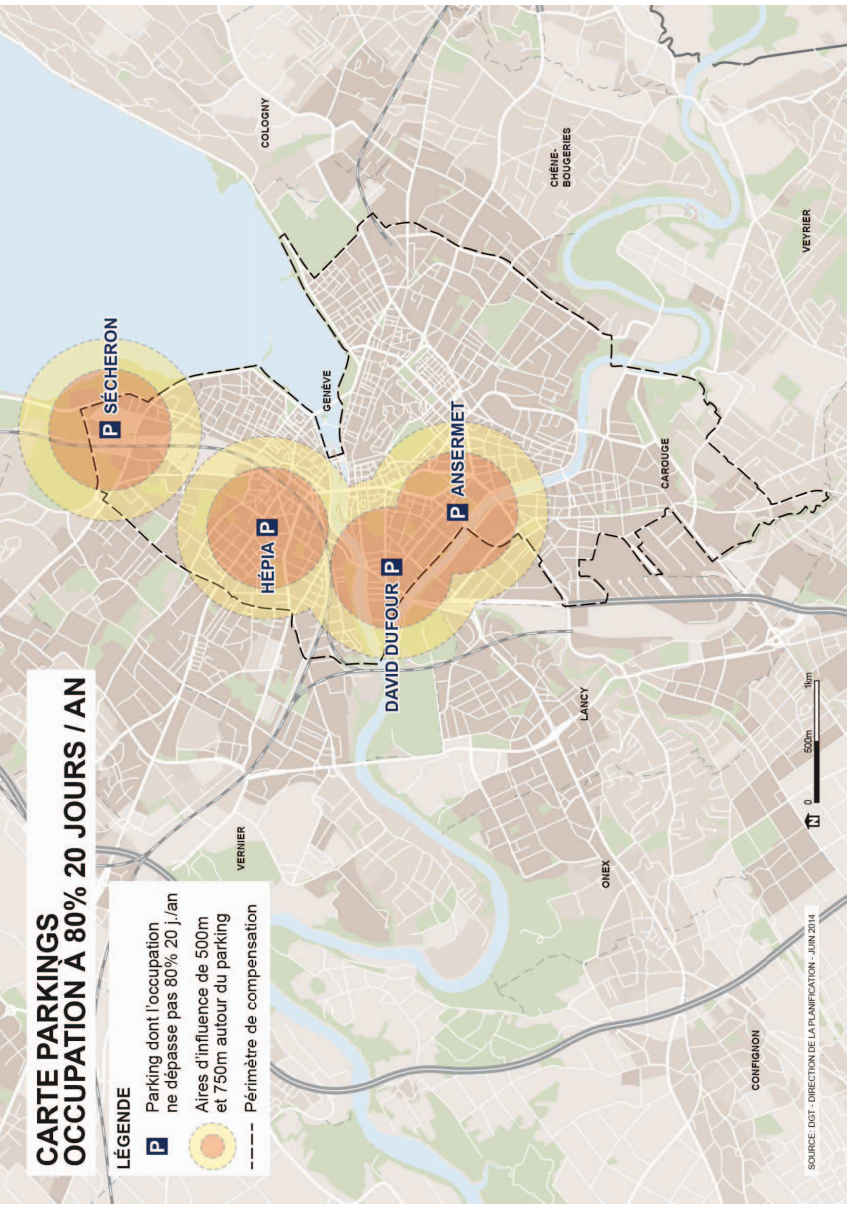 CARTE PARKINGS
OCCUPATION À 80% 20 JOURS / AN
LÉGENDE
P
Parking dont l'occupation
ne dépasse pas 80% 20 j./an
Aires d'influence de 500m
et 750m autour du parking
Périmètre de compensation
COLOGNY
P SÉCHERON
CHÊNE-
BOUGERIES
GENÈVE
VEYRIER
HÉPIA P
P ANSERMET
DAVID DUFOUR P
CAROUGE
VERNIER
LANCY
ONEX
CONFIGNON
N
0 500m 1km
SOURCE: DGT - DIRECTION DE LA PLANIFICATION - JUIN 2014